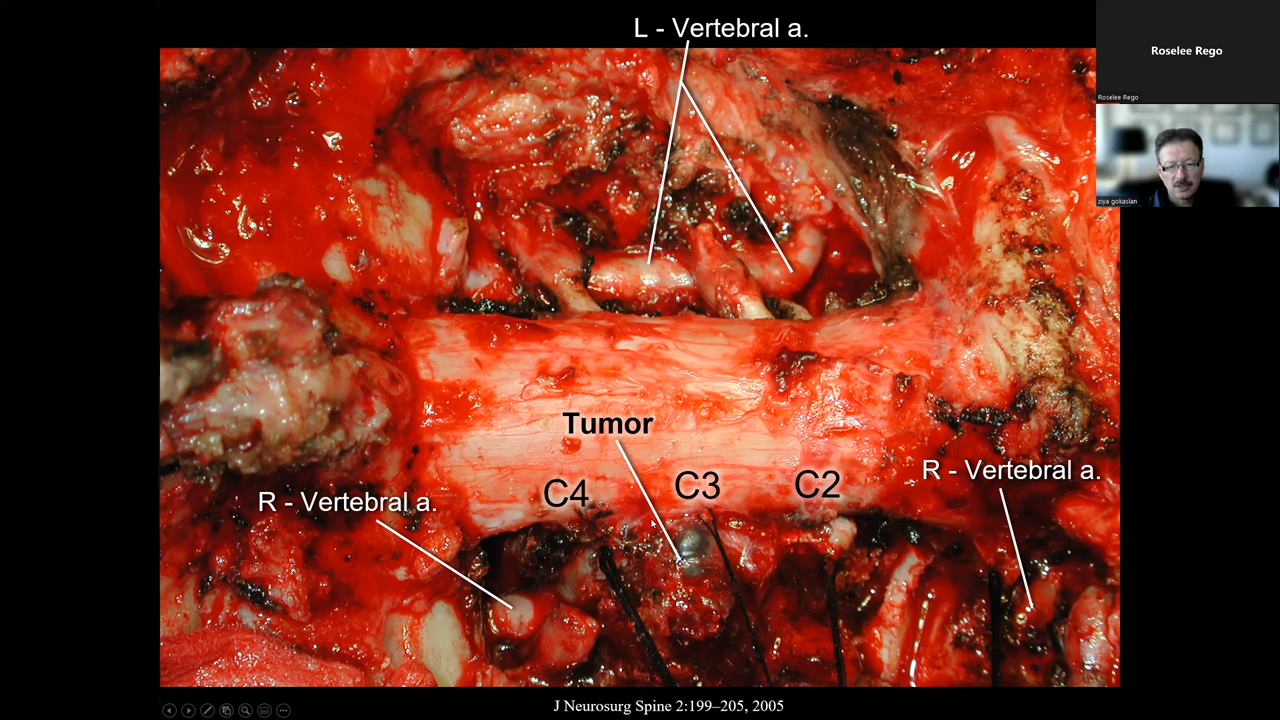 L - Vertebral a.
Roselee Rego
Roselee Rego
ziya gokaslan
Tumor
C4
C3
C2
R - Vertebral a.
R - Vertebral a.
J Neurosurg Spine 2:199–205, 2005